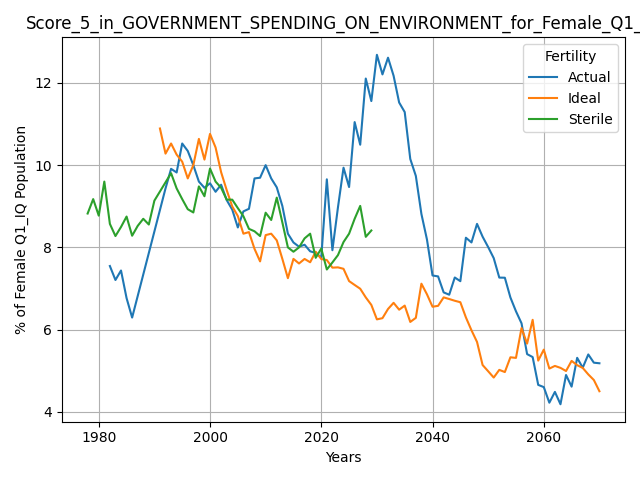 Score_5_in_GOVERNMENT_SPENDING_ON_ENVIRONMENT_for_Female_Q1_
Fertility
Actual
Ideal
Sterile
% of Female Q1_IQ Population
12
10
8
6
4
1980 2000 2020 2040 2060
Years